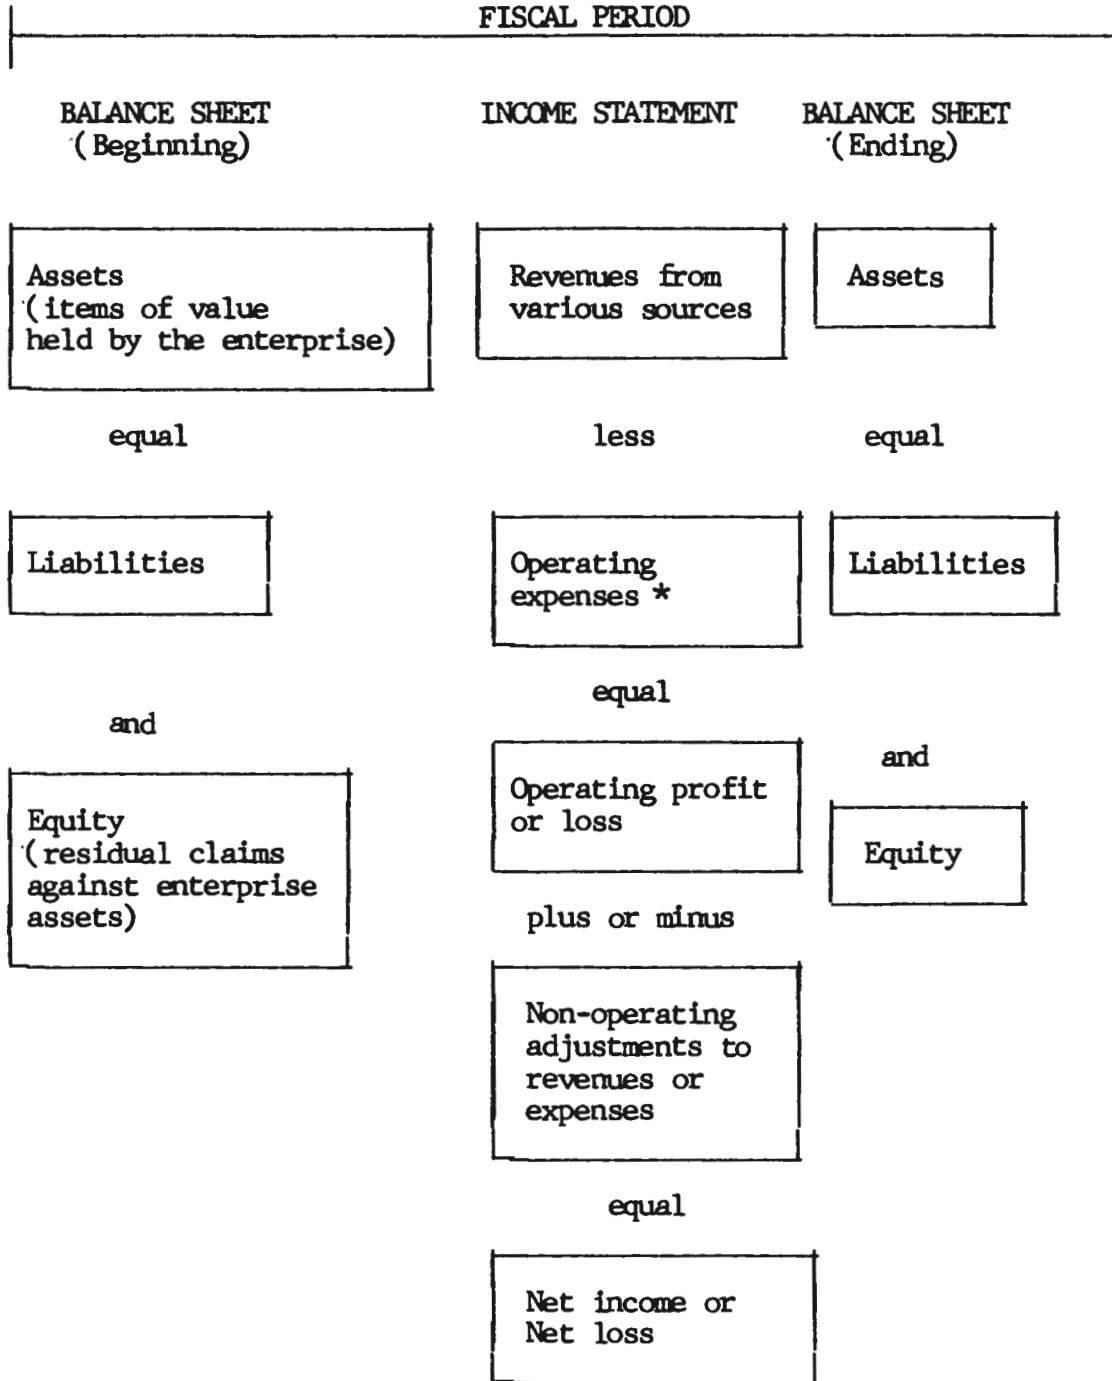 FISCAL PERIOD
BALANCE SHEET
(Beginning)
INCOME STATEMENT
BALANCE SHEET
(Ending)
Assets
(items of value
held by the enterprise)
Revenues from
various sources
Assets
equal
less
equal
Liabilities
Operating
expenses *
Liabilities
equal
and
Operating profit
or loss
and
Equity
(residual claims
against enterprise
assets)
Equity
plus or minus
Non-operating
adjustments to
revenues or
expenses
equal
Net income or
Net loss